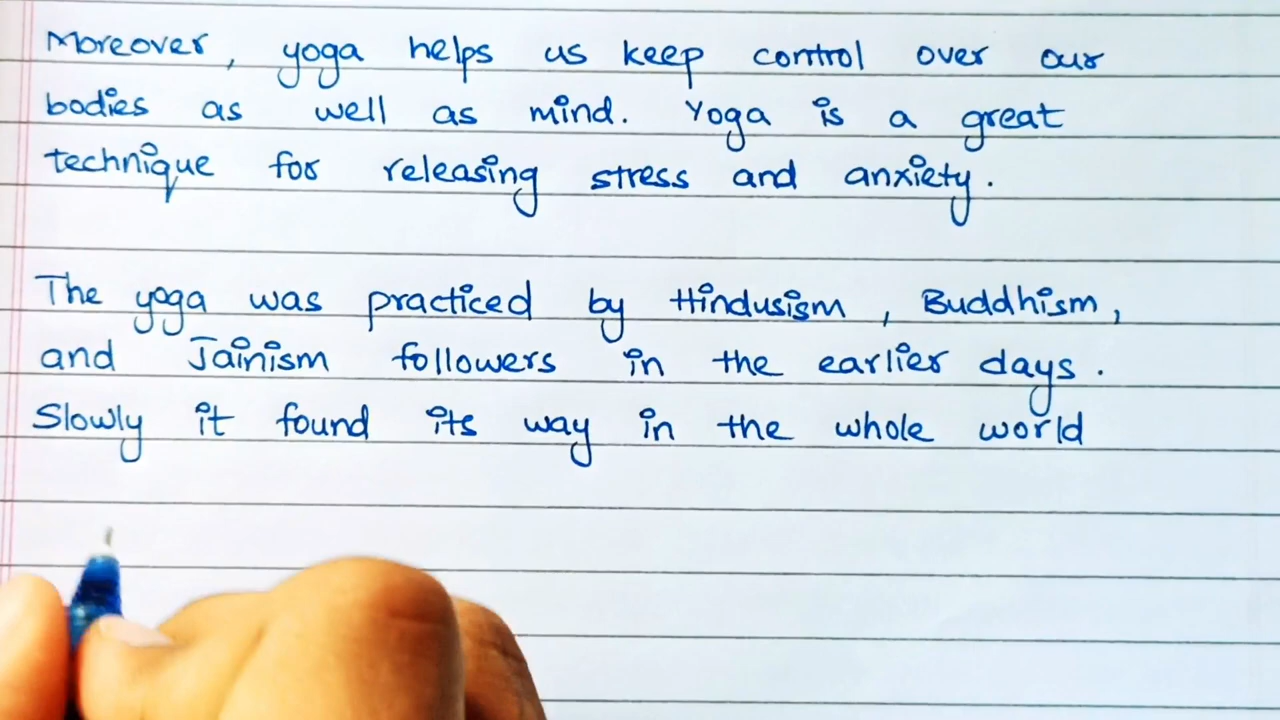 Moreover, yoga helps us keep control over our
bodies as well as mind. Yoga is a great
technique for releasing stress and anxiety.
The yoga was practiced by Hindusism, Buddhism,
and Jainism followers in the earlier days.
Slowly it found its way in the whole world